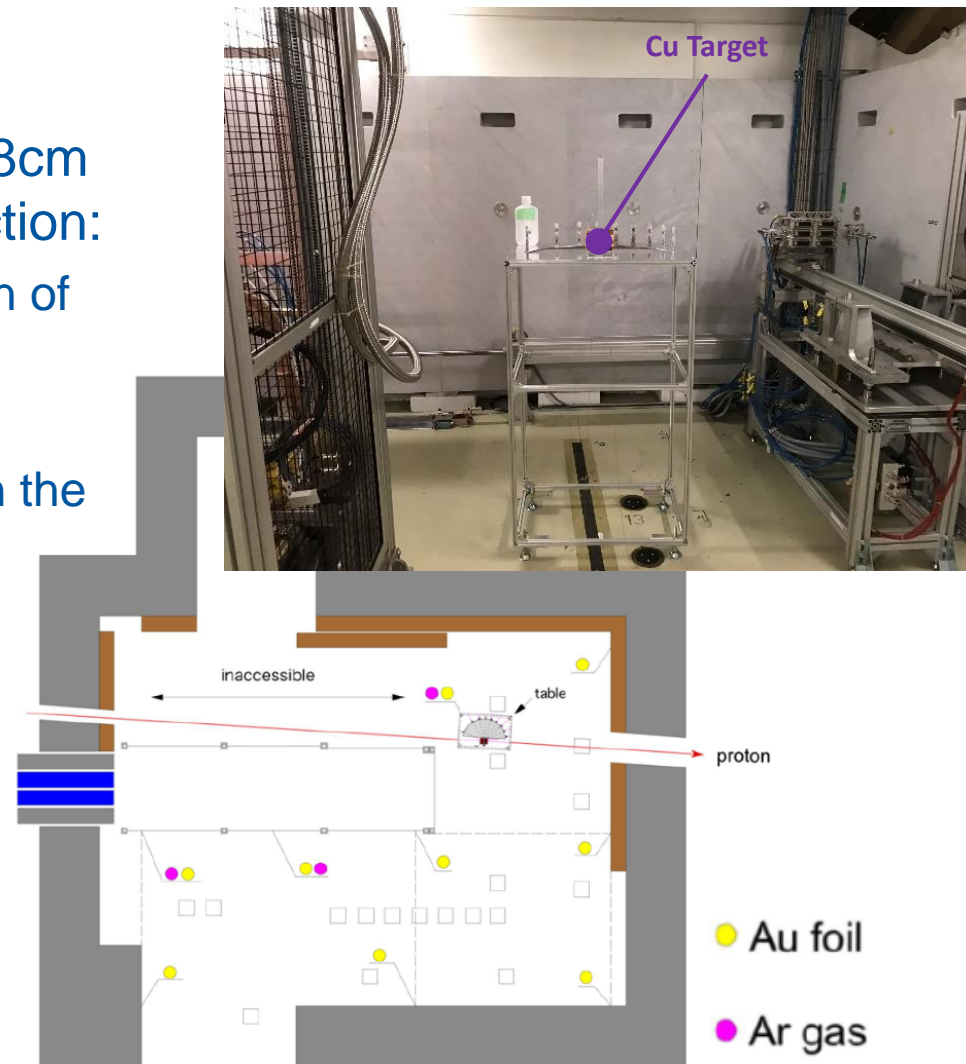 Cu Target
3cm
ction:
n of
n the
13
inaccessible
table
proton
Au foil
Ar gas